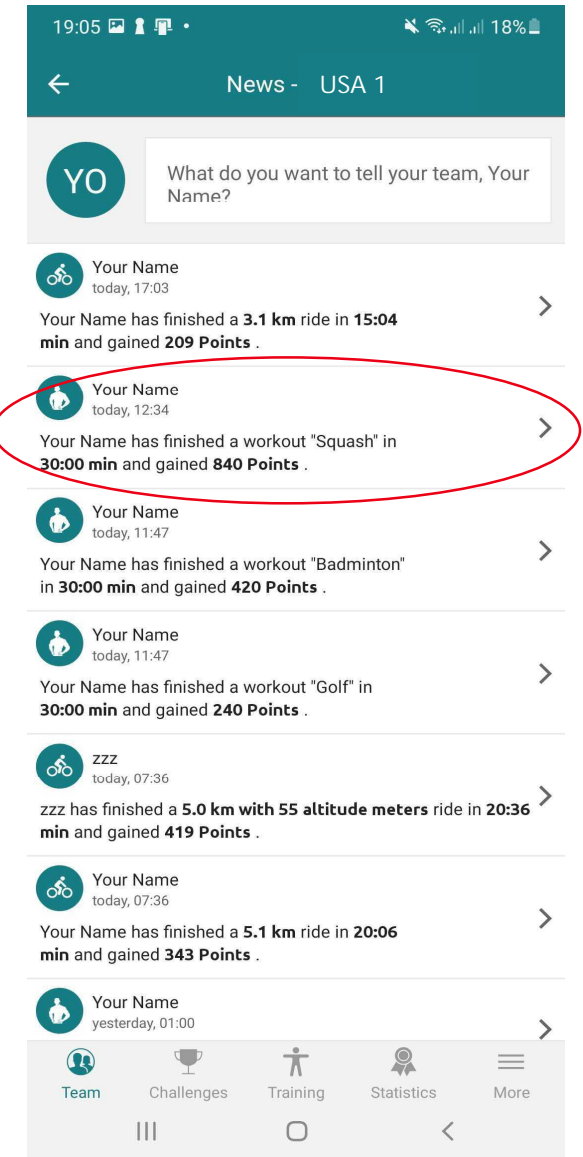 19:05 18%
News - USA 1
YO
What do you want to tell your team, Your
Name?
Your Name
today, 17:03
Your Name has finished a 3.1 km ride in 15:04
min and gained 209 Points .
Your Name
today, 12:34
Your Name has finished a workout "Squash" in
30:00 min and gained 840 Points .
Your Name
today, 11:47
Your Name has finished a workout "Badminton"
in 30:00 min and gained 420 Points .
Your Name
today, 11:47
Your Name has finished a workout "Golf" in
30:00 min and gained 240 Points .
zzz
today, 07:36
zzz has finished a 5.0 km with 55 altitude meters ride in 20:36
min and gained 419 Points .
Your Name
today, 07:36
Your Name has finished a 5.1 km ride in 20:06
min and gained 343 Points .
Your Name
yesterday, 01:00
Team Challenges Training Statistics More